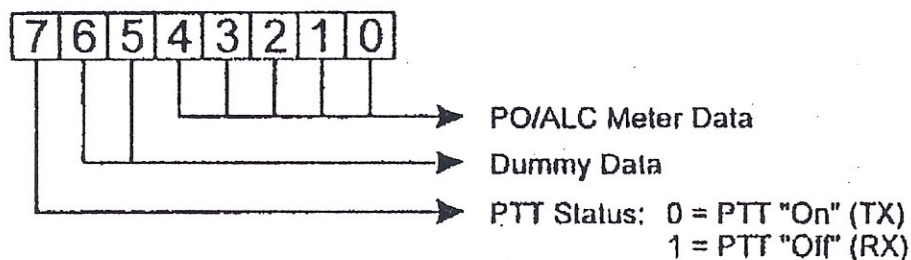 7 6 5 4 3 2 1 0
PO/ALC Meter Data
Dummy Data
PTT Status: 0 = PTT "On" (TX)
1 = PTT "Off" (RX)